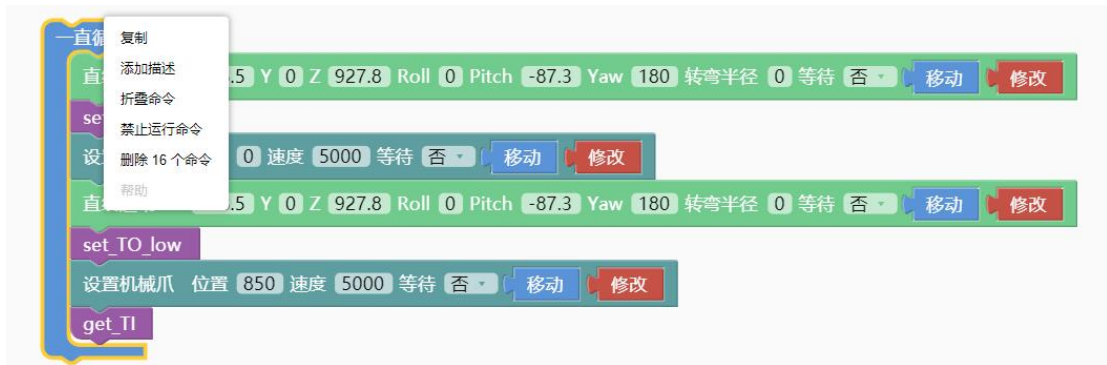 一直循
复制
添加描述
折叠命令
禁止运行命令
删除 16 个命令
帮助
.5 Y 0 Z 927.8 Roll 0 Pitch -87.3 Yaw 180 转弯半径 0 等待 否 移动 修改
se
设 0 速度 5000 等待 否 移动 修改
.5 Y 0 Z 927.8 Roll 0 Pitch -87.3 Yaw 180 转弯半径 0 等待 否 移动 修改
set_TO_low
设置机械爪 位置 850 速度 5000 等待 否 移动 修改
get_TI